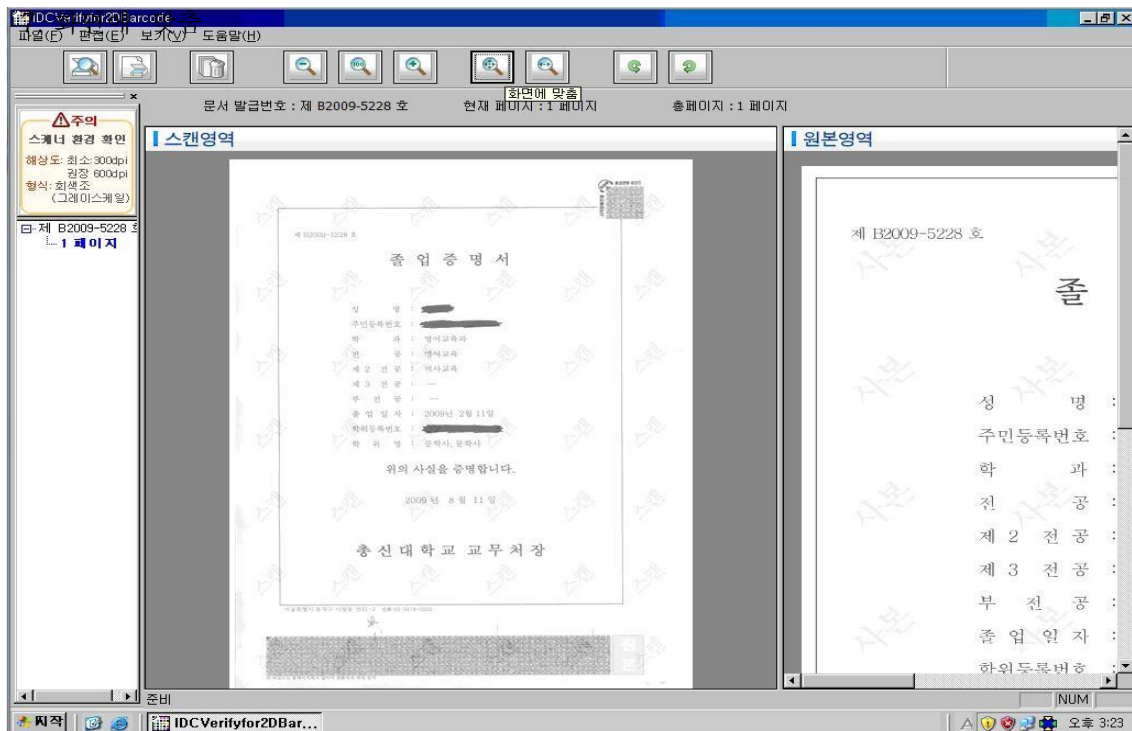 iDCVerifyfor2DBarcode
파일(F) 편집(E) 보기(V) 도움말(H)
화면에 맞춤
문서 발급번호 : 제 B2009-5228 호 현재 페이지 : 1 페이지 총페이지 : 1 페이지
주의
스캐너 환경 확인
해상도: 최소:300dpi
권장 600dpi
형식: 회색조
(그레이스케일)
제 B2009-5228 호
1 페이지
스캔영역
제 B2009-5228 호
졸 업 증 명 서
성 명 :
주민등록번호 :
학 과 : 영어교육과
전 공 : 영어교육
제 2 전 공 : 역사교육
제 3 전 공 : --
부 전 공 : --
졸 업 일 자 : 2009년 2월 11일
학위등록번호 :
학 위 명 : 문학사, 문학사
위의 사실을 증명합니다.
2009 년 8 월 11 일
총 신 대 학 교 교 무 처 장
스캔
원본
원본영역
제 B2009-5228 호
졸
성 명 :
주민등록번호 :
학 과 :
전 공 :
제 2 전 공 :
제 3 전 공 :
부 전 공 :
졸 업 일 자 :
학위등록번호 :
사본
준비
NUM
시작
IDCVerifyfor2DBar...
A
오후 3:23